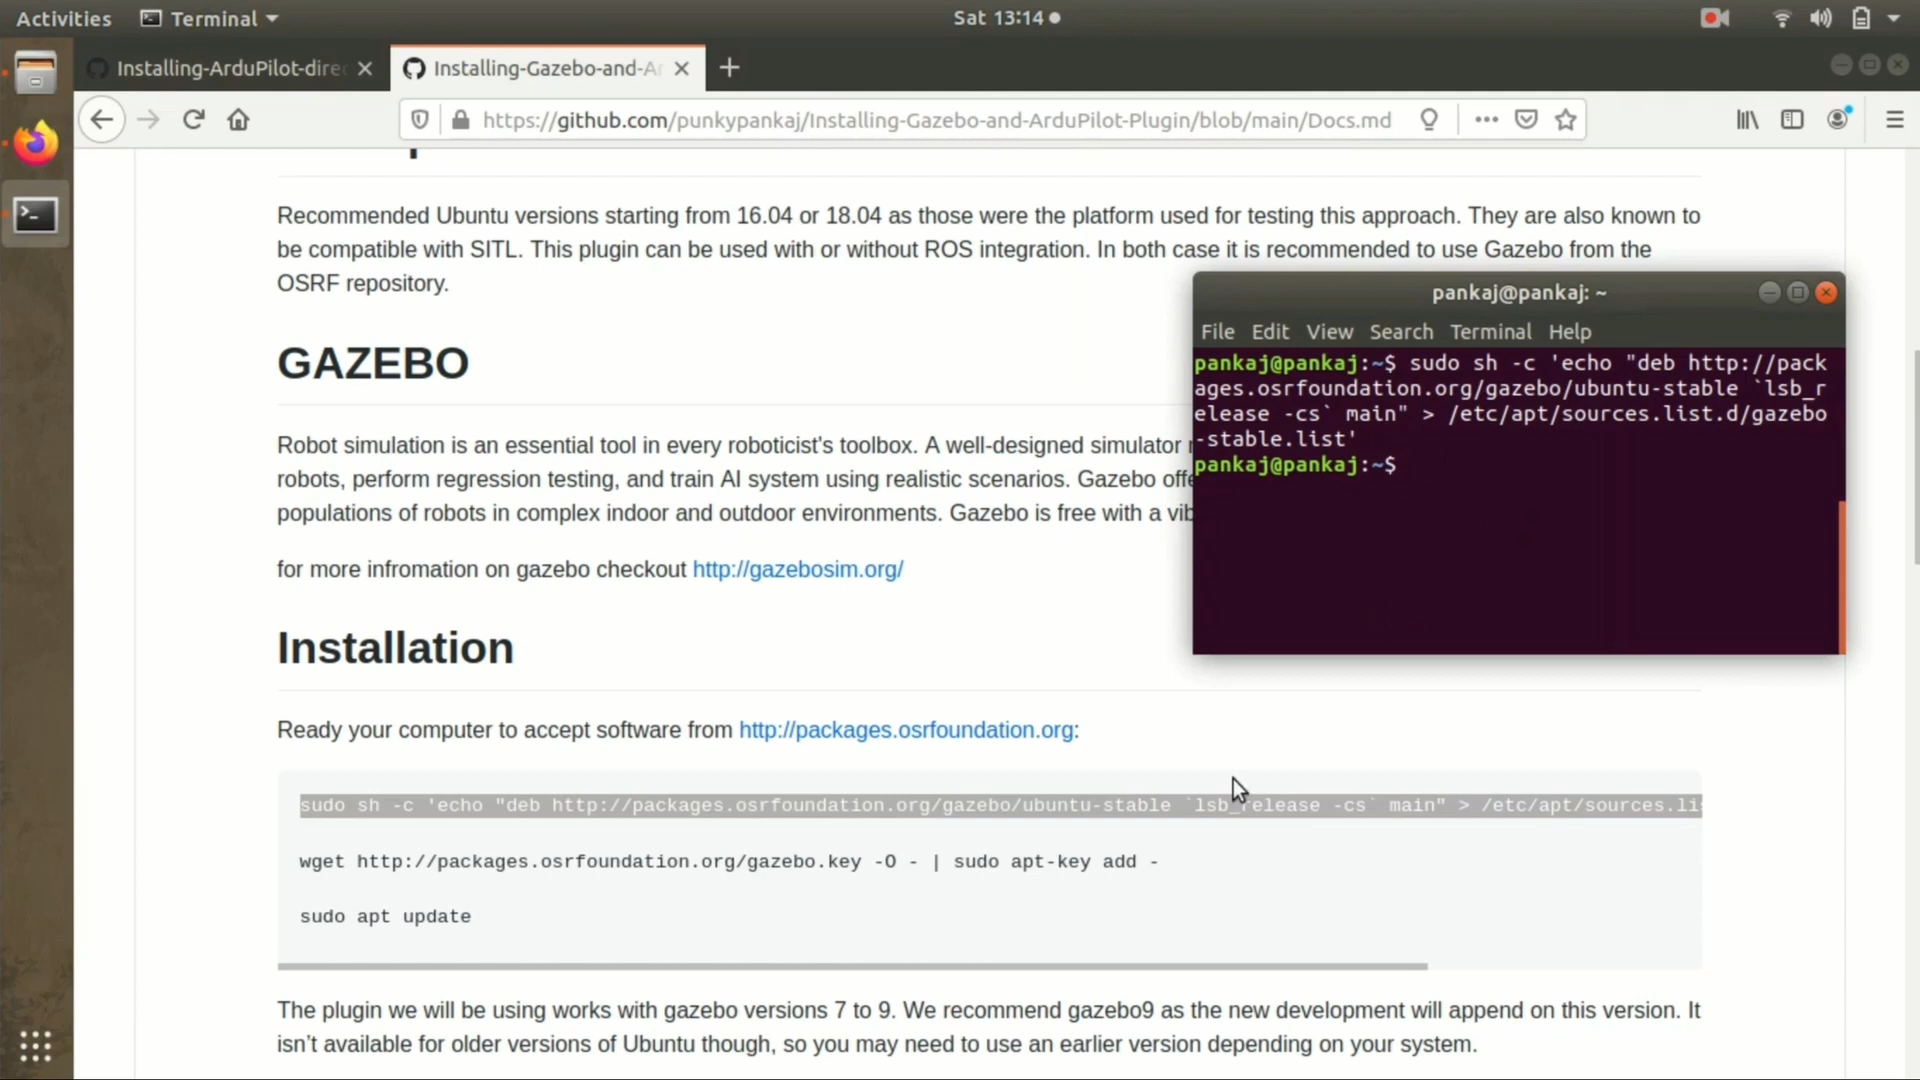 Activities Terminal Sat 13:14
Installing-ArduPilot-dire Installing-Gazebo-and-Ar
https://github.com/punkypankaj/Installing-Gazebo-and-ArduPilot-Plugin/blob/main/Docs.md
Recommended Ubuntu versions starting from 16.04 or 18.04 as those were the platform used for testing this approach. They are also known to
be compatible with SITL. This plugin can be used with or without ROS integration. In both case it is recommended to use Gazebo from the
OSRF repository.
GAZEBO
Robot simulation is an essential tool in every roboticist's toolbox. A well-designed simulator
robots, perform regression testing, and train AI system using realistic scenarios. Gazebo offe
populations of robots in complex indoor and outdoor environments. Gazebo is free with a vib
for more infromation on gazebo checkout http://gazebosim.org/
Installation
Ready your computer to accept software from http://packages.osrfoundation.org:
sudo sh -c 'echo "deb http://packages.osrfoundation.org/gazebo/ubuntu-stable `lsb_release -cs` main" > /etc/apt/sources.lis
wget http://packages.osrfoundation.org/gazebo.key -O - | sudo apt-key add -
sudo apt update
The plugin we will be using works with gazebo versions 7 to 9. We recommend gazebo9 as the new development will append on this version. It
isn't available for older versions of Ubuntu though, so you may need to use an earlier version depending on your system.
pankaj@pankaj: ~
File Edit View Search Terminal Help
pankaj@pankaj:~$ sudo sh -c 'echo "deb http://pack
ages.osrfoundation.org/gazebo/ubuntu-stable `lsb_r
elease -cs` main" > /etc/apt/sources.list.d/gazebo
-stable.list'
pankaj@pankaj:~$